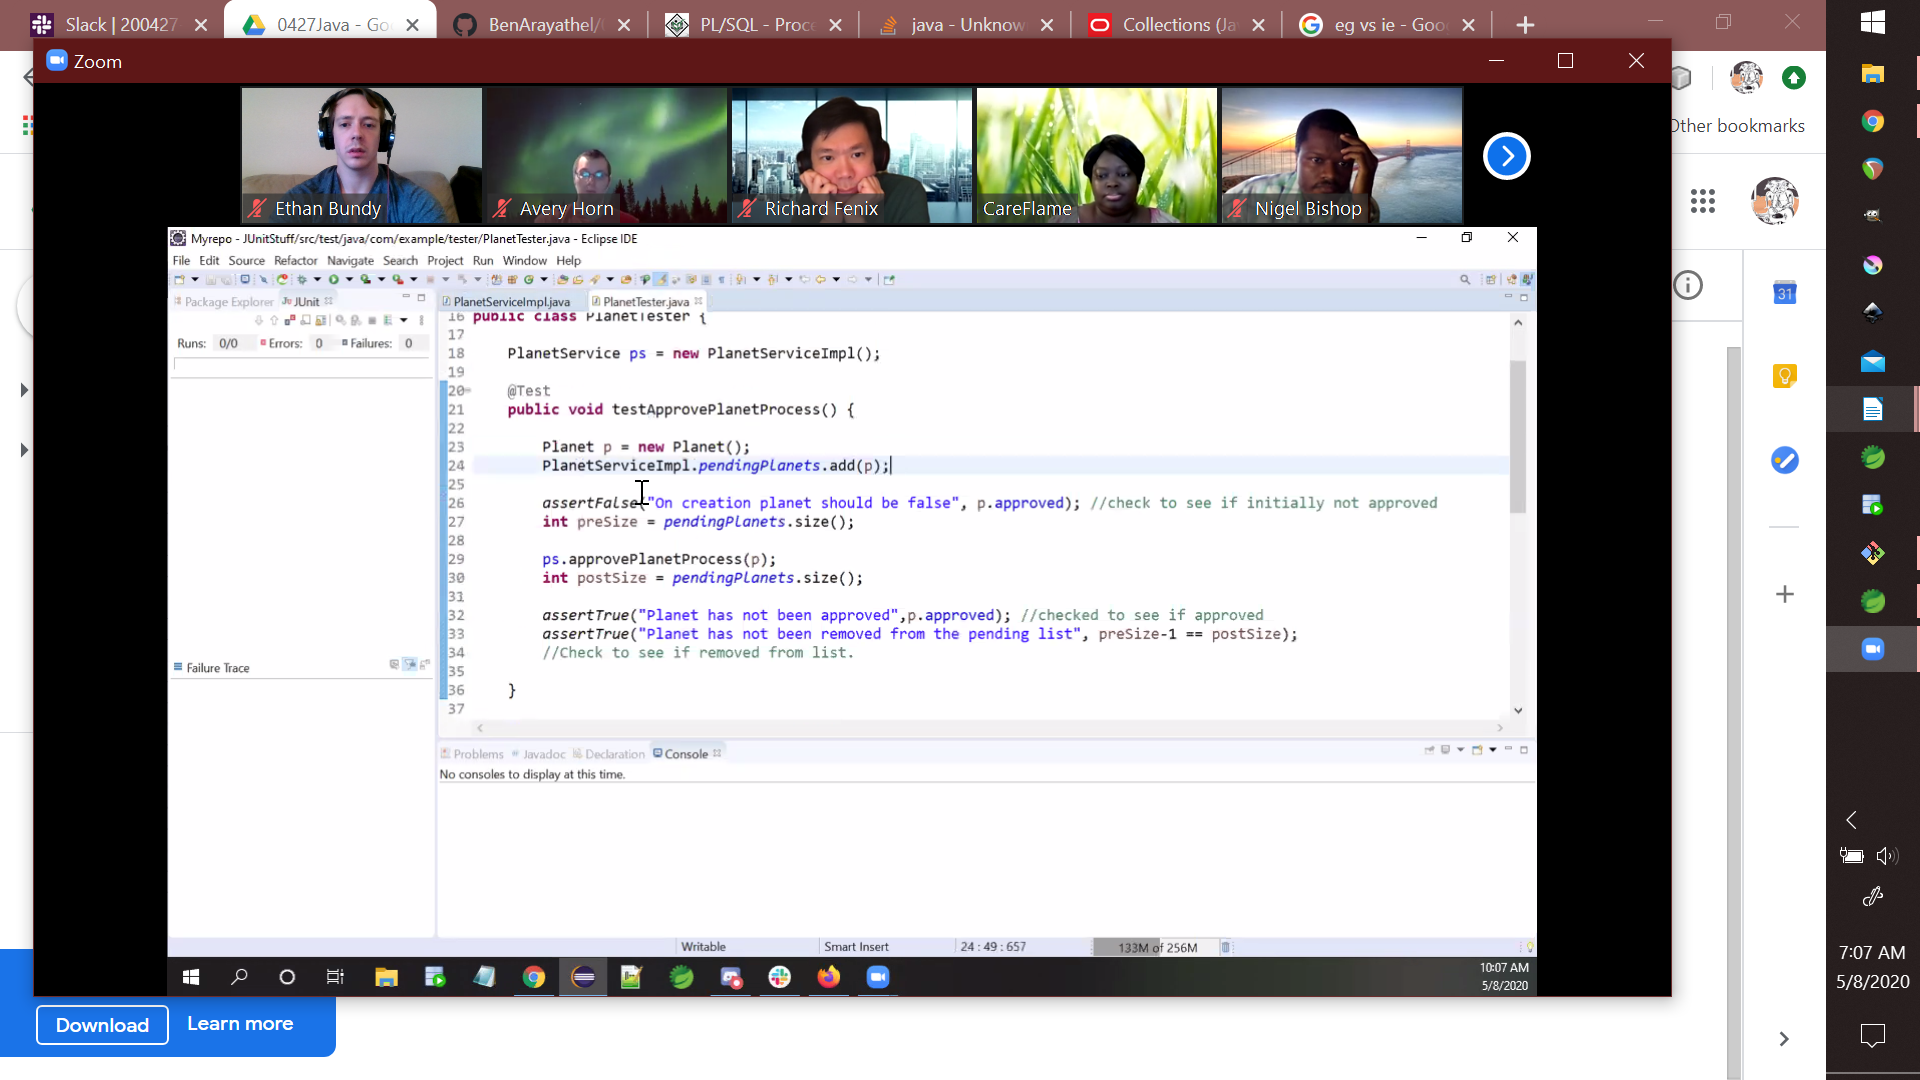 Slack | 200427
0427Java - Go
BenArayathel/
PL/SQL - Proc
java - Unknow
Collections (Ja
eg vs ie - Goo
Zoom
Other bookmarks
Ethan Bundy
Avery Horn
Richard Fenix
CareFlame
Nigel Bishop
Myrepo - JUnitStuff/src/test/java/com/example/tester/PlanetTester.java - Eclipse IDE
File Edit Source Refactor Navigate Search Project Run Window Help
Package Explorer JUnit
PlanetServiceImpl.java PlanetTester.java
Runs: 0/0 Errors: 0 Failures: 0
Failure Trace
16 public class PlanetTester {
17
18 PlanetService ps = new PlanetServiceImpl();
19
20 @Test
21 public void testApprovePlanetProcess() {
22
23 Planet p = new Planet();
24 PlanetServiceImpl.pendingPlanets.add(p);
25
26 assertFalse("On creation planet should be false", p.approved); //check to see if initially not approved
27 int preSize = pendingPlanets.size();
28
29 ps.approvePlanetProcess(p);
30 int postSize = pendingPlanets.size();
31
32 assertTrue("Planet has not been approved",p.approved); //checked to see if approved
33 assertTrue("Planet has not been removed from the pending list", preSize-1 == postSize);
34 //Check to see if removed from list.
35
36 }
37
Problems Javadoc Declaration Console
No consoles to display at this time.
Writable Smart Insert 24 : 49 : 657 133M of 256M
10:07 AM
5/8/2020
Download Learn more
31
7:07 AM
5/8/2020